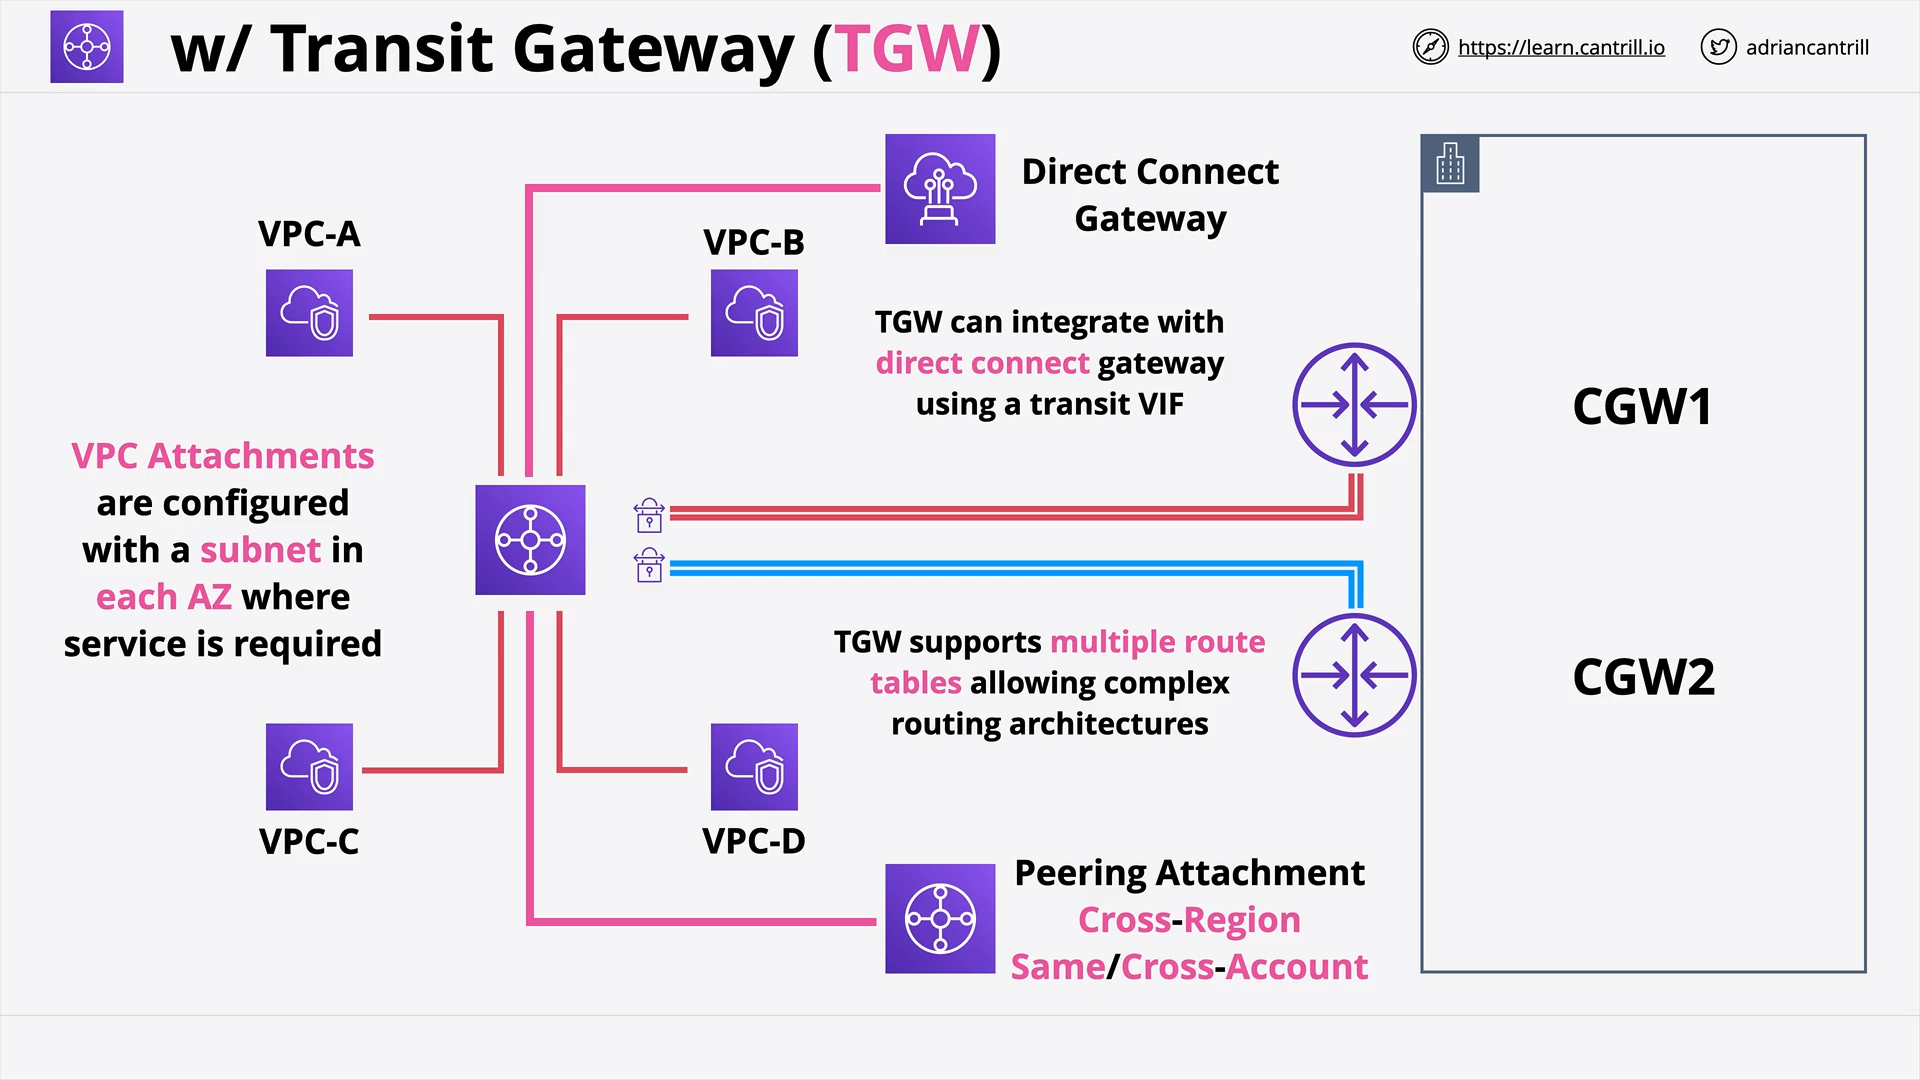 w/ Transit Gateway (TGW)
https://learn.cantrill.io
adriancantrill
Direct Connect
Gateway
VPC-A
VPC-B
TGW can integrate with
direct connect gateway
using a transit VIF
CGW1
VPC Attachments
are configured
with a subnet in
each AZ where
service is required
TGW supports multiple route
tables allowing complex
routing architectures
CGW2
VPC-C
VPC-D
Peering Attachment
Cross-Region
Same/Cross-Account